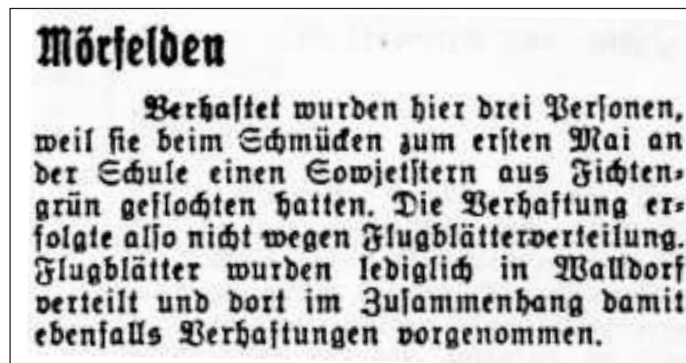 Mörfelden
Verhaftet wurden hier drei Personen,
weil sie beim Schmücken zum ersten Mai an
der Schule einen Sowjetstern aus Fichten-
grün geflochten hatten. Die Verhaftung er-
folgte also nicht wegen Flugblätterverteilung.
Flugblätter wurden lediglich in Walldorf
verteilt und dort im Zusammenhang damit
ebenfalls Verhaftungen vorgenommen.